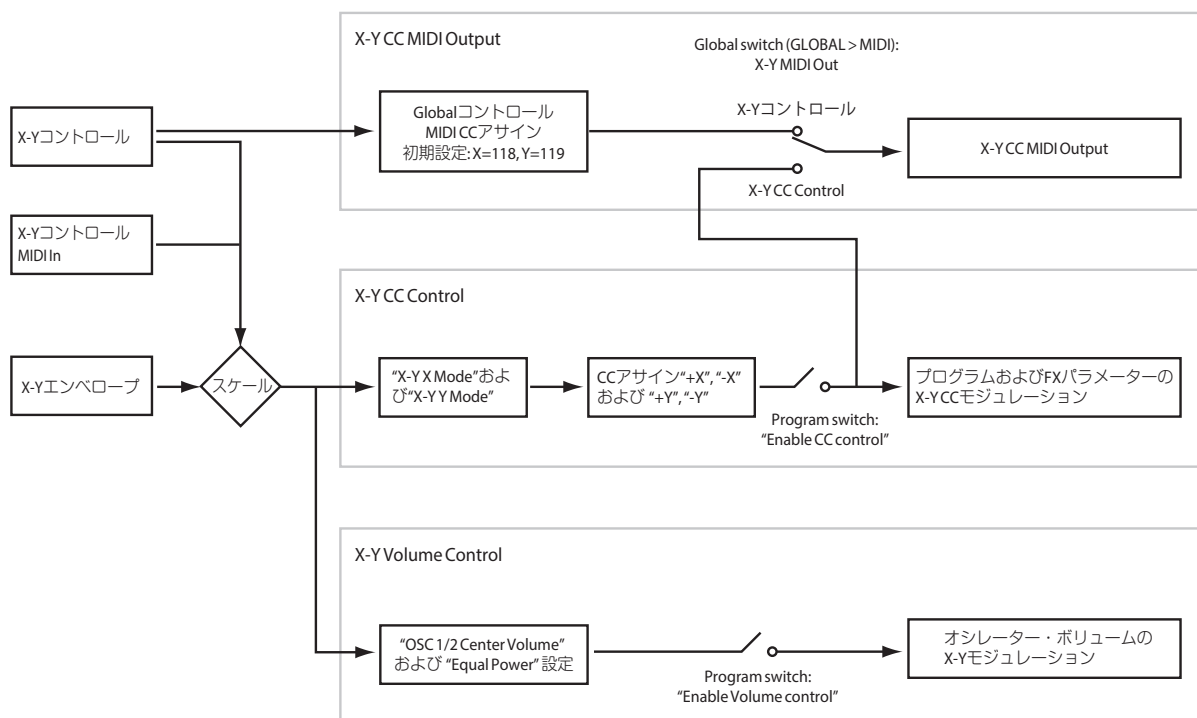 X-Y CC MIDI Output
Global switch (GLOBAL > MIDI):
X-Y MIDI Out
X-Yコントロール
Globalコントロール
MIDI CCアサイン
初期設定: X=118, Y=119
X-Yコントロール
X-Y CC MIDI Output
X-Y CC Control
X-Yコントロール
MIDI In
X-Y CC Control
X-Yエンベロープ
スケール
“X-Y X Mode”およ
び“X-Y Y Mode”
CCアサイン“+X”, “-X”
および “+Y”, “-Y”
Program switch:
“Enable CC control”
プログラムおよびFXパラメーターの
X-Y CCモジュレーション
X-Y Volume Control
“OSC 1/2 Center Volume”
および “Equal Power” 設定
Program switch:
“Enable Volume control”
オシレーター・ボリュームの
X-Yモジュレーション